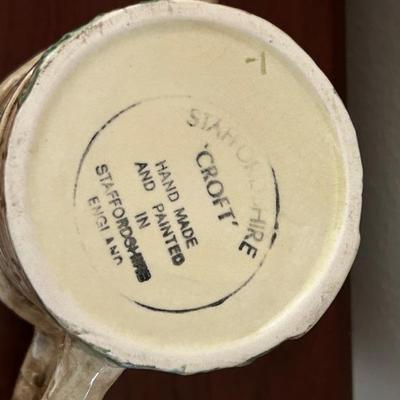 STAFFORDSHIRE
'CROFT'
HAND MADE
AND PAINTED
IN
STAFFORDSHIRE
ENGLAND